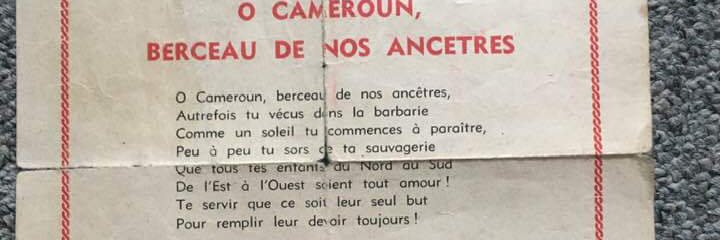 O CAMEROUN,
BERCEAU DE NOS ANCETRES
O Cameroun, berceau de nos ancêtres,
Autrefois tu vécus dans la barbarie
Comme un soleil tu commences à paraître,
Peu à peu tu sors de ta sauvagerie
Que tous tes enfants du Nord au Sud
De l'Est à l'Ouest soient tout amour !
Te servir que ce soit leur seul but
Pour remplir leur devoir toujours !